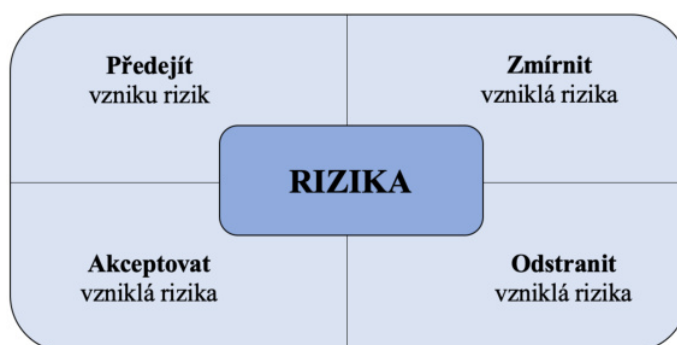 Předejít
vzniku rizik
Zmírnit
vzniklá rizika
RIZIKA
Akceptovat
vzniklá rizika
Odstranit
vzniklá rizika